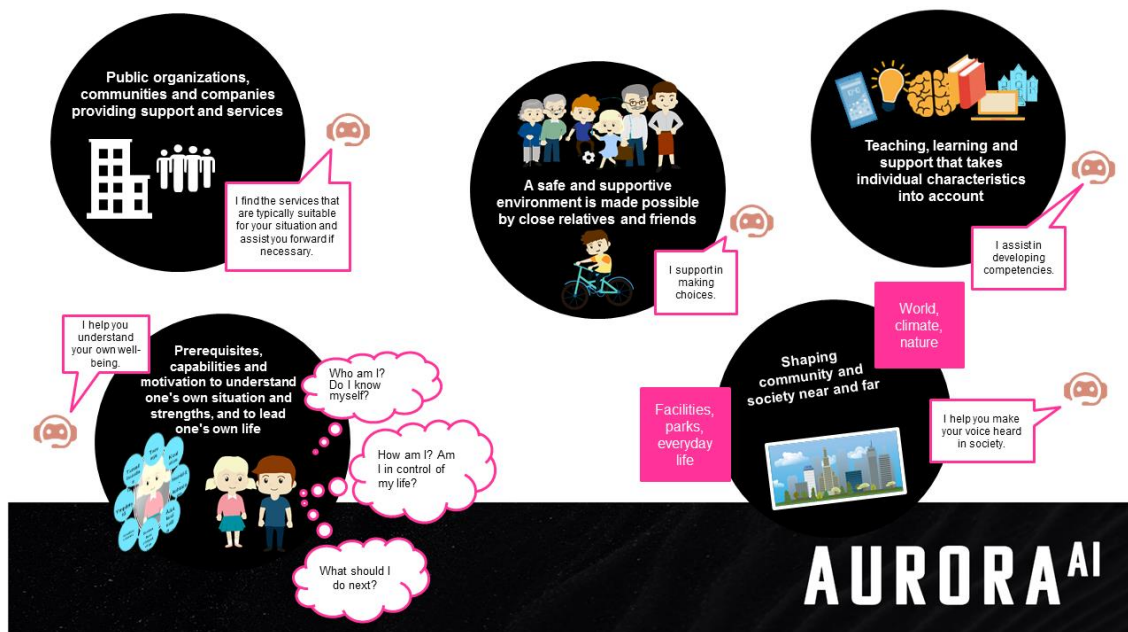 Public organizations,
communities and companies
providing support and services
I find the services that
are typically suitable
for your situation and
assist you forward if
necessary.
A safe and supportive
environment is made possible
by close relatives and friends
I support in
making
choices.
Teaching, learning and
support that takes
individual characteristics
into account
I assist in
developing
competencies.
I help you
understand
your own well-
being.
Prerequisites,
capabilities and
motivation to understand
one's own situation and
strengths, and to lead
one's own life
Who am I?
Do I know
myself?
How am I? Am
I in control of
my life?
What should I
do next?
World,
climate,
nature
Shaping
community and
society near and far
Facilities,
parks,
everyday
life
I help you make
your voice heard
in society.
AURORA AI